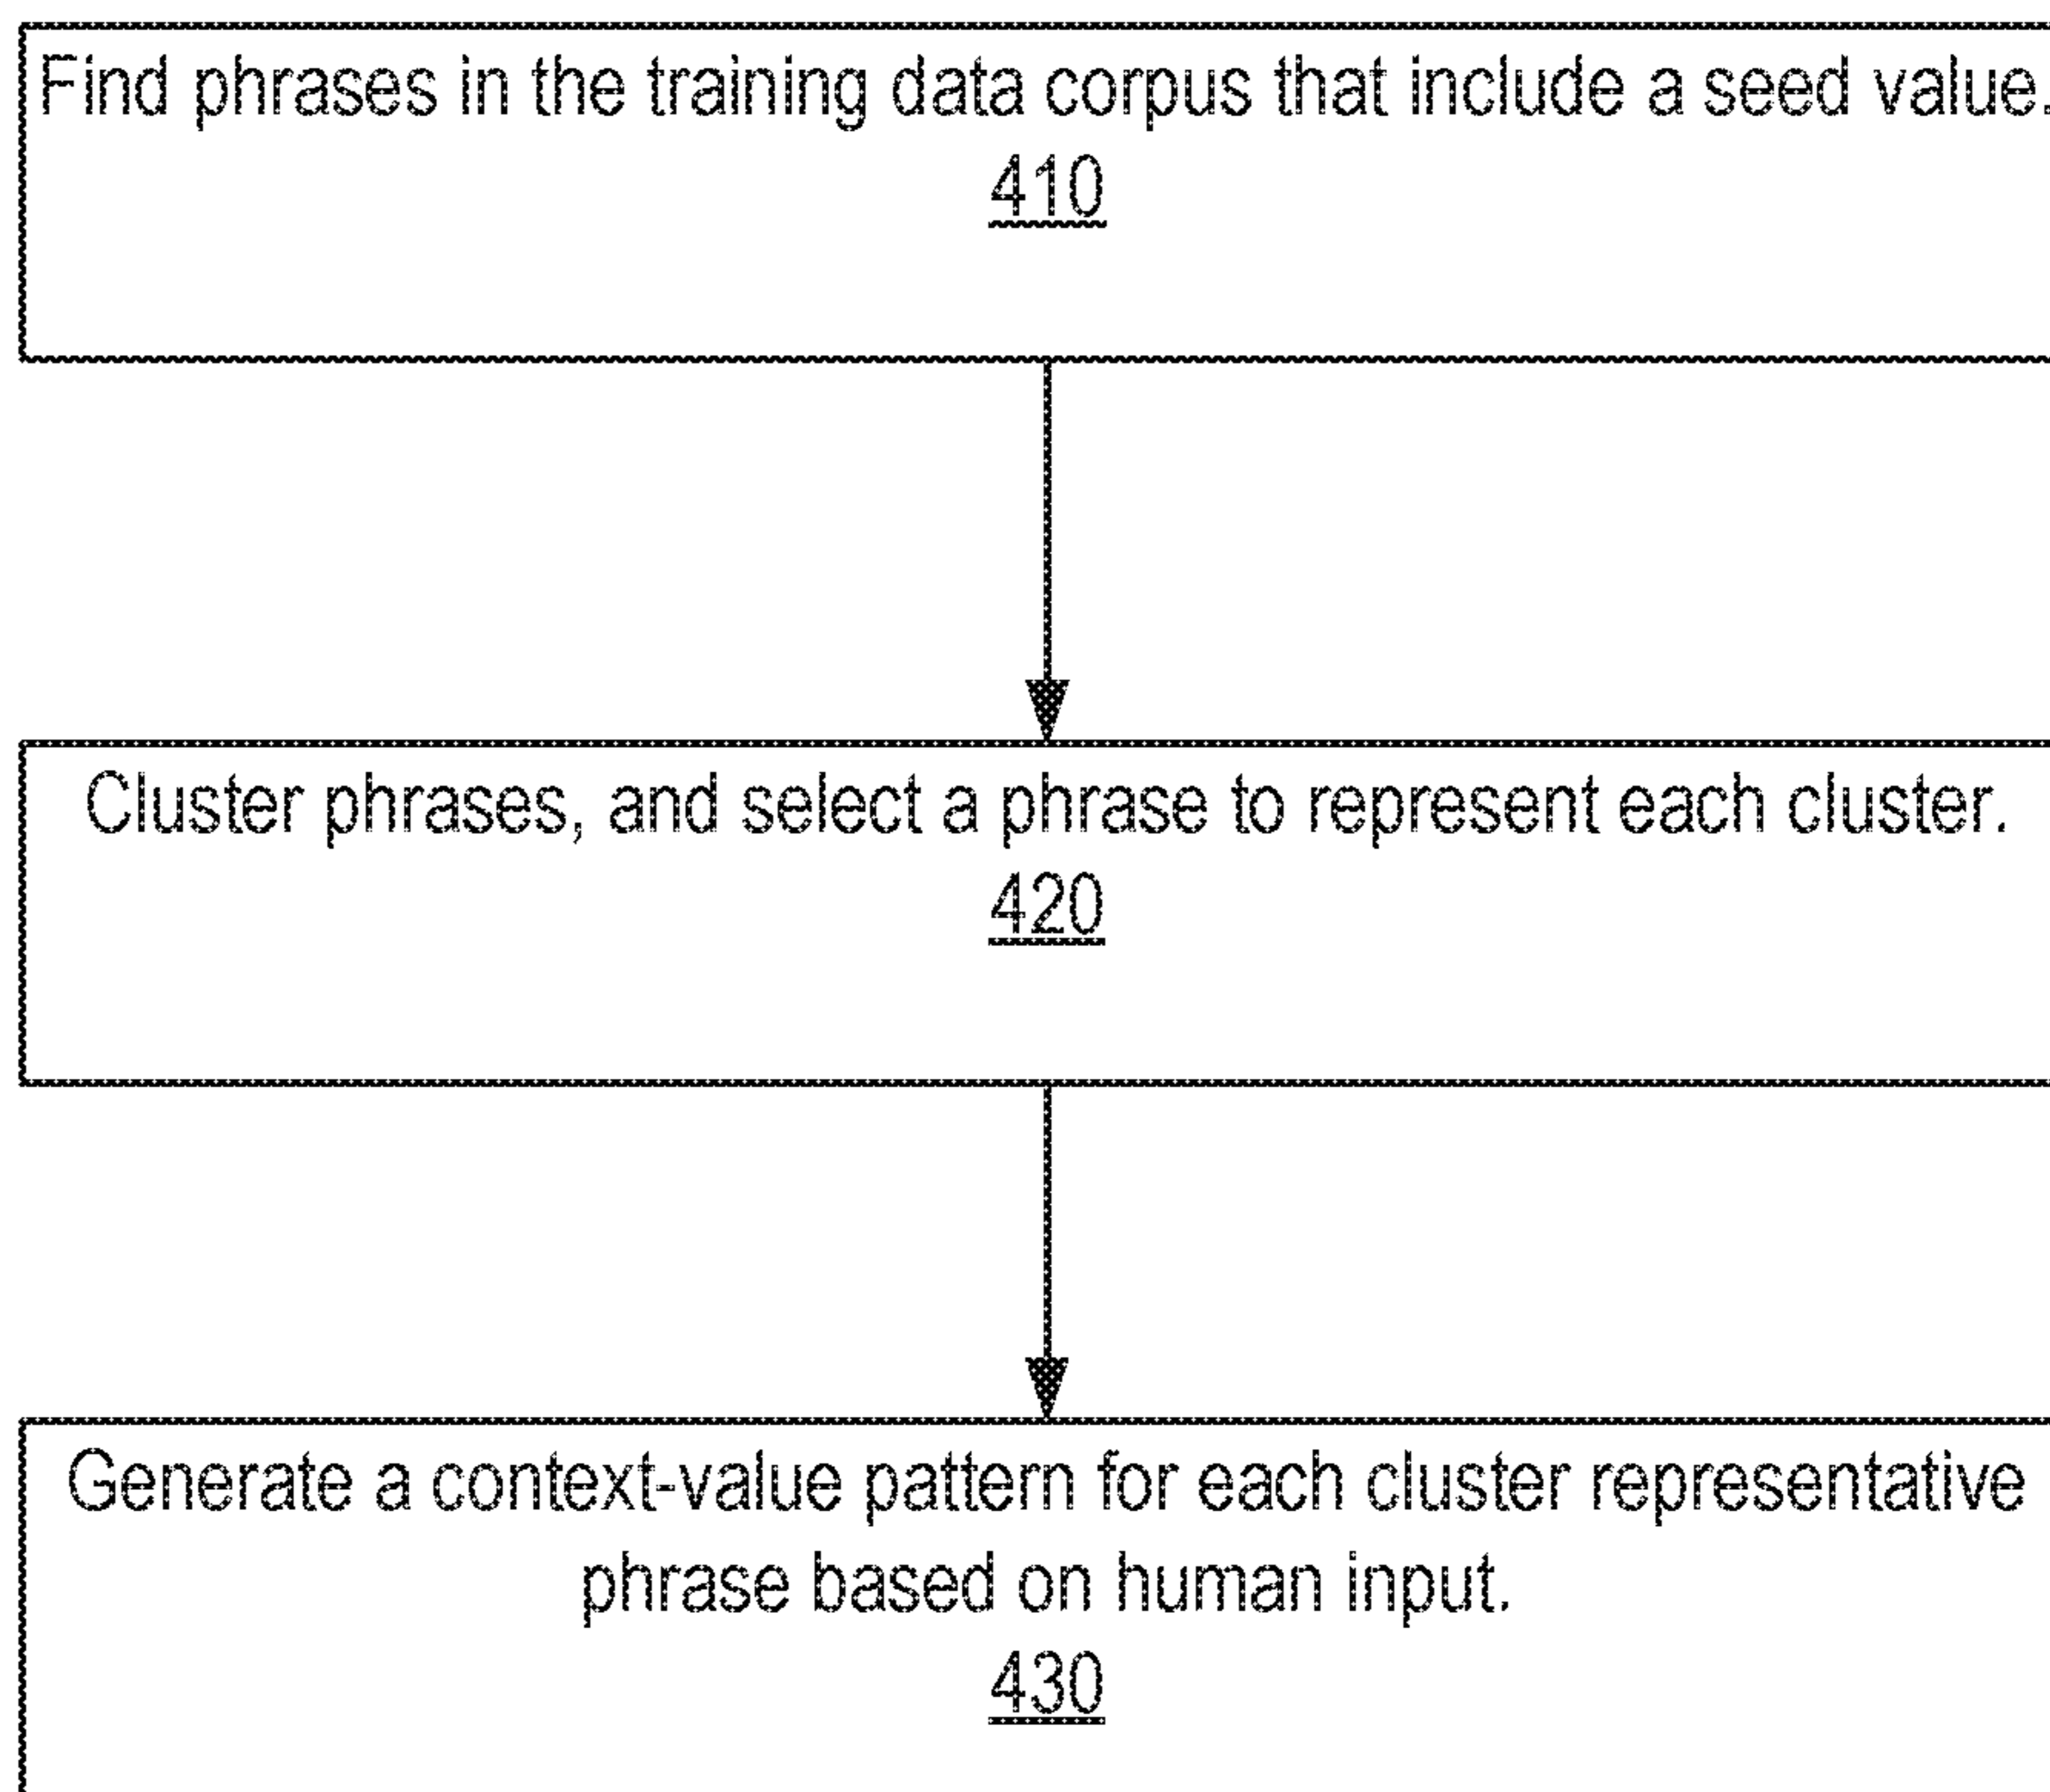 Find phrases in the training data corpus that include a seed value.
410
Cluster phrases, and select a phrase to represent each cluster.
420
Generate a context-value pattern for each cluster representative
phrase based on human input.
430